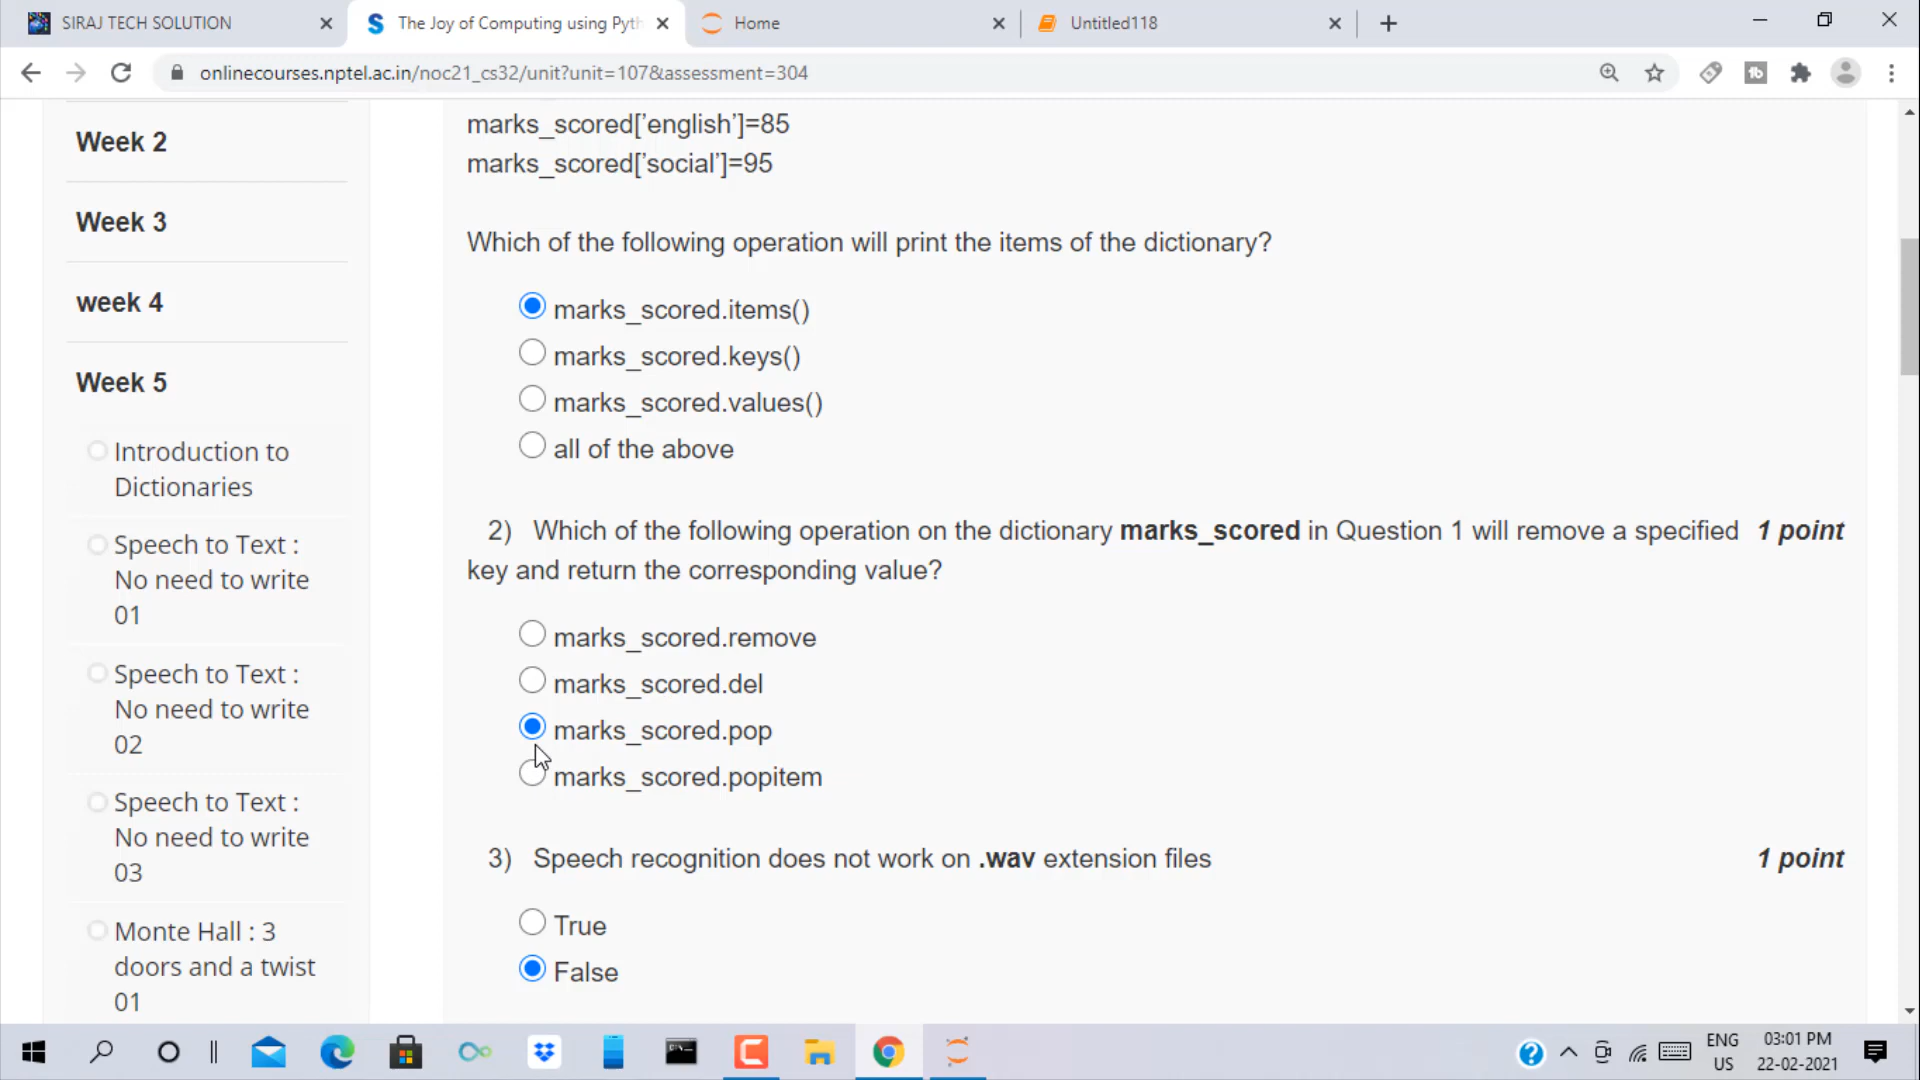 SIRAJ TECH SOLUTION
The Joy of Computing using Pyth
Home
Untitled118
onlinecourses.nptel.ac.in/noc21_cs32/unit?unit=107&assessment=304
Week 2
Week 3
week 4
Week 5
Introduction to
Dictionaries
Speech to Text :
No need to write
01
Speech to Text :
No need to write
02
Speech to Text :
No need to write
03
Monte Hall : 3
doors and a twist
01
marks_scored[’english’]=85
marks_scored[’social’]=95
Which of the following operation will print the items of the dictionary?
marks_scored.items()
marks_scored.keys()
marks_scored.values()
all of the above
2) Which of the following operation on the dictionary marks_scored in Question 1 will remove a specified 1 point
key and return the corresponding value?
marks_scored.remove
marks_scored.del
marks_scored.pop
marks_scored.popitem
3) Speech recognition does not work on .wav extension files 1 point
True
False
ENG
US
03:01 PM
22-02-2021